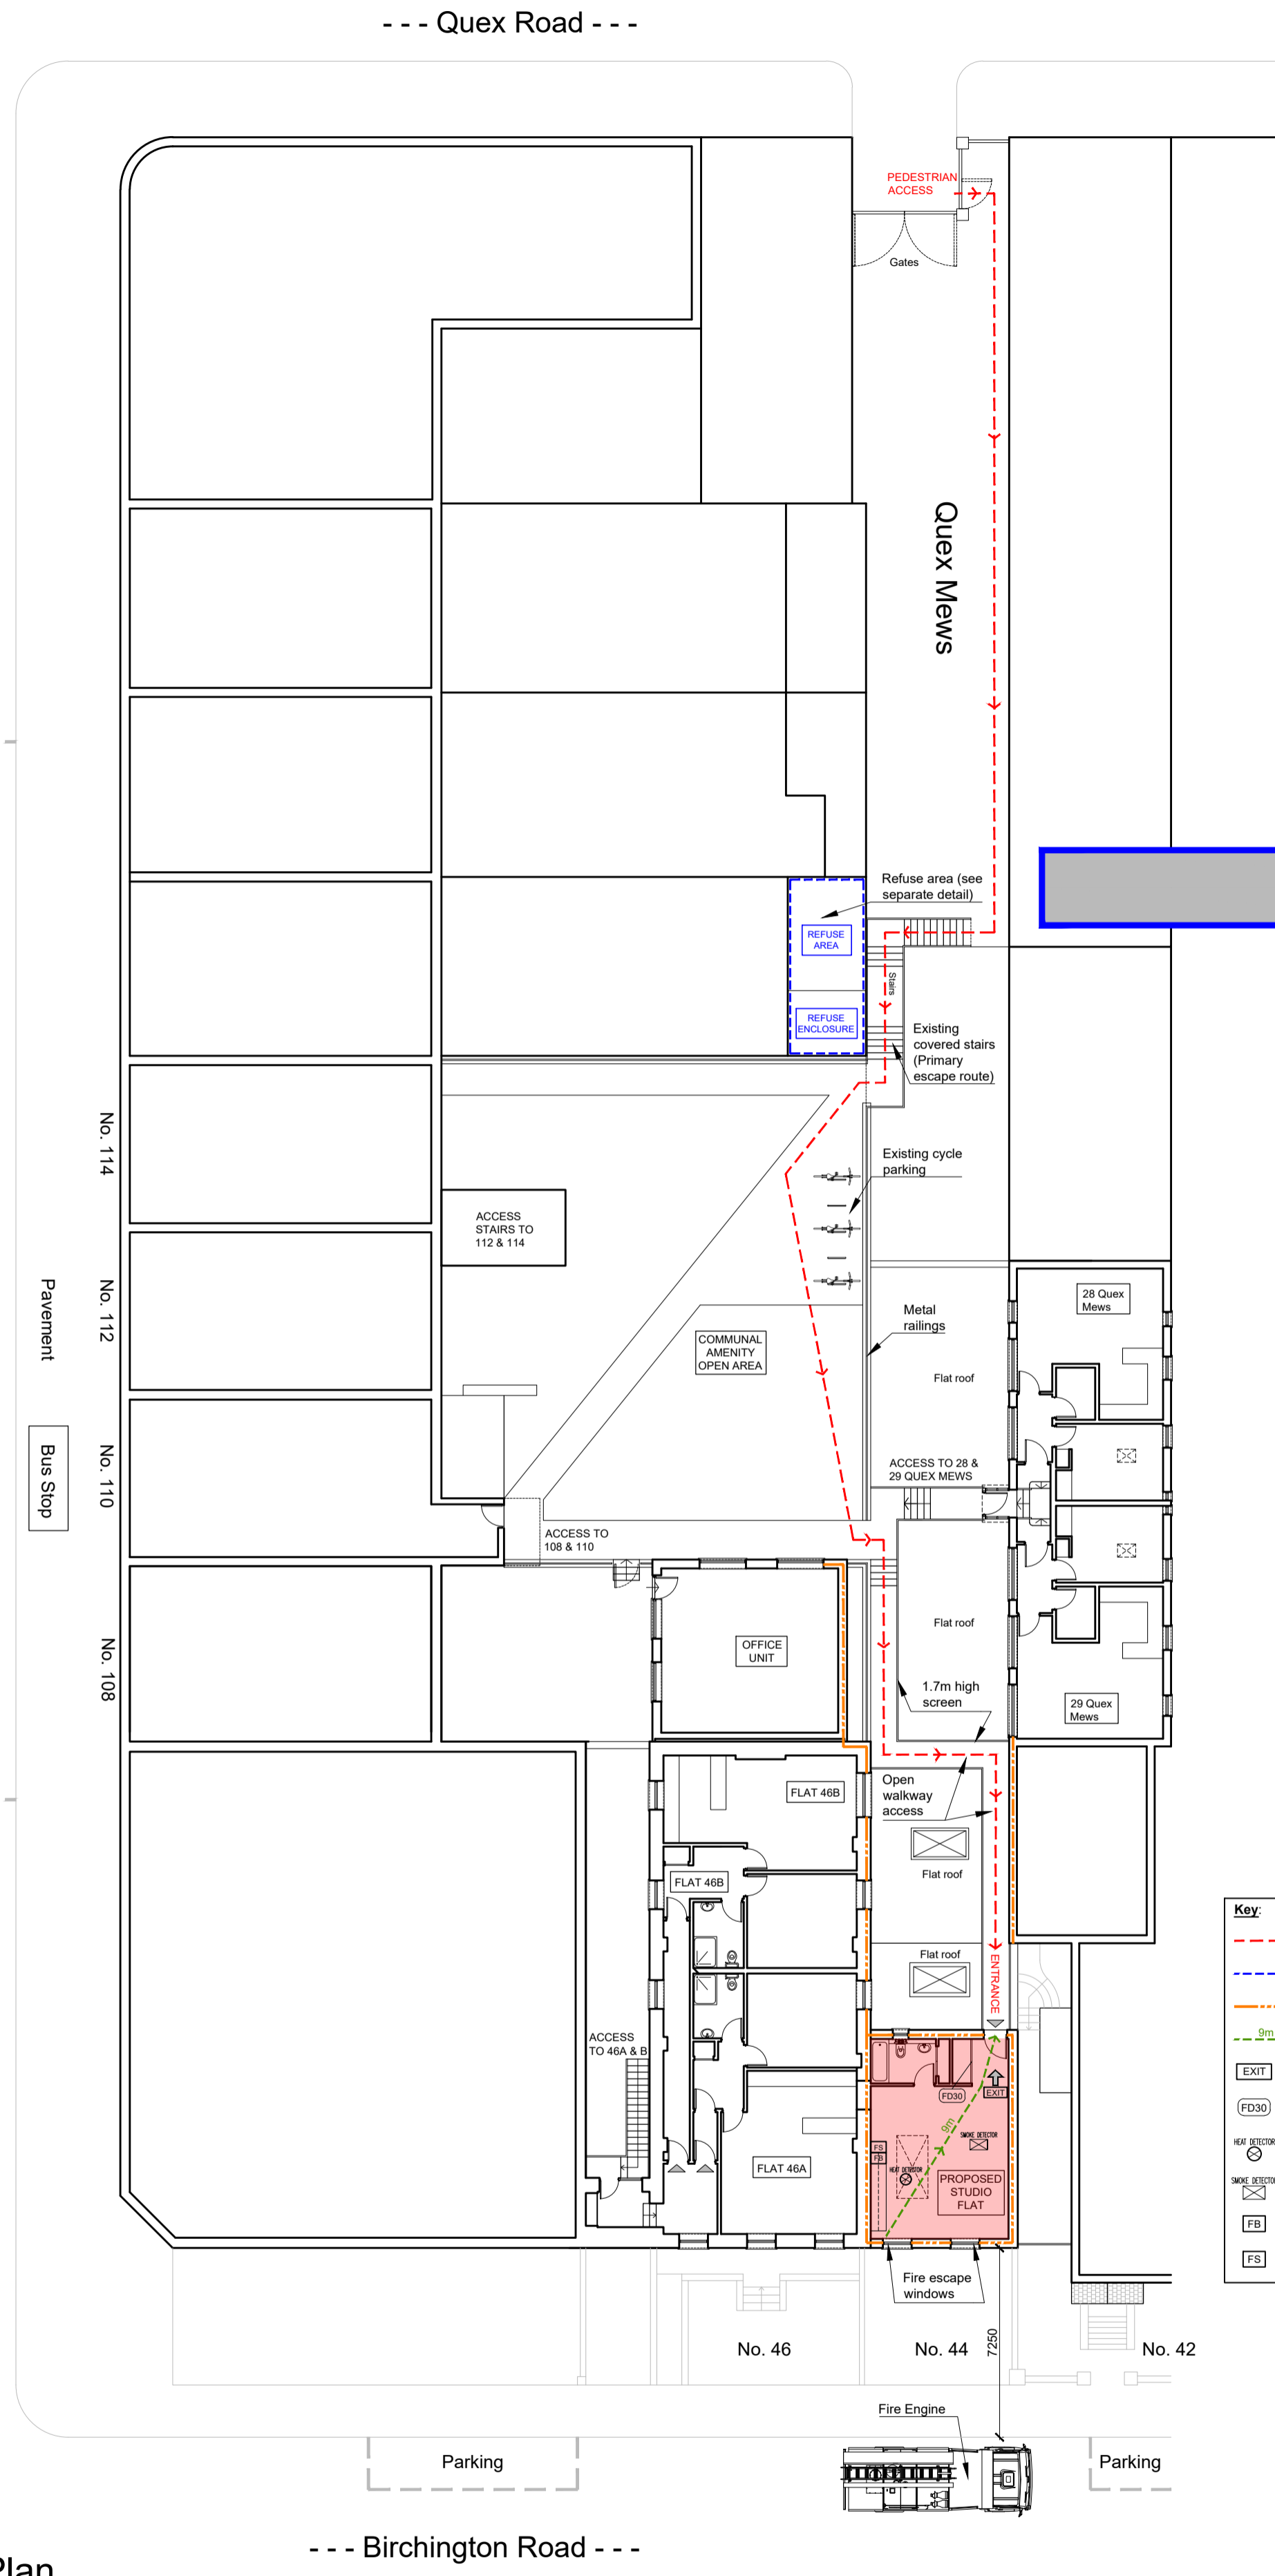 - - - Quex Road - - -
PEDESTRIAN
ACCESS
Gates
Quex Mews
Refuse area (see
separate detail)
REFUSE
AREA
Stairs
REFUSE
ENCLOSURE
Existing
covered stairs
(Primary
escape route)
No. 114
Existing cycle
parking
ACCESS
STAIRS TO
112 & 114
Pavement
No. 112
28 Quex
Mews
Metal
railings
COMMUNAL
AMENITY
OPEN AREA
Flat roof
Bus Stop
No. 110
ACCESS TO 28 &
29 QUEX MEWS
ACCESS TO
108 & 110
No. 108
OFFICE
UNIT
Flat roof
1.7m high
screen
29 Quex
Mews
FLAT 46B
Open
walkway
access
FLAT 46B
Flat roof
Flat roof
ENTRANCE
Key:
9m
EXIT
FD30
HEAT DETECTOR
SMOKE DETECTOR
FB
FS
ACCESS
TO 46A & B
FD30
EXIT
9m
SMOKE DETECTOR
FS
FB
HEAT DETECTOR
FLAT 46A
PROPOSED
STUDIO
FLAT
Fire escape
windows
No. 46
No. 44
7250
No. 42
Fire Engine
Parking
Parking
- - - Birchington Road - - -
Plan